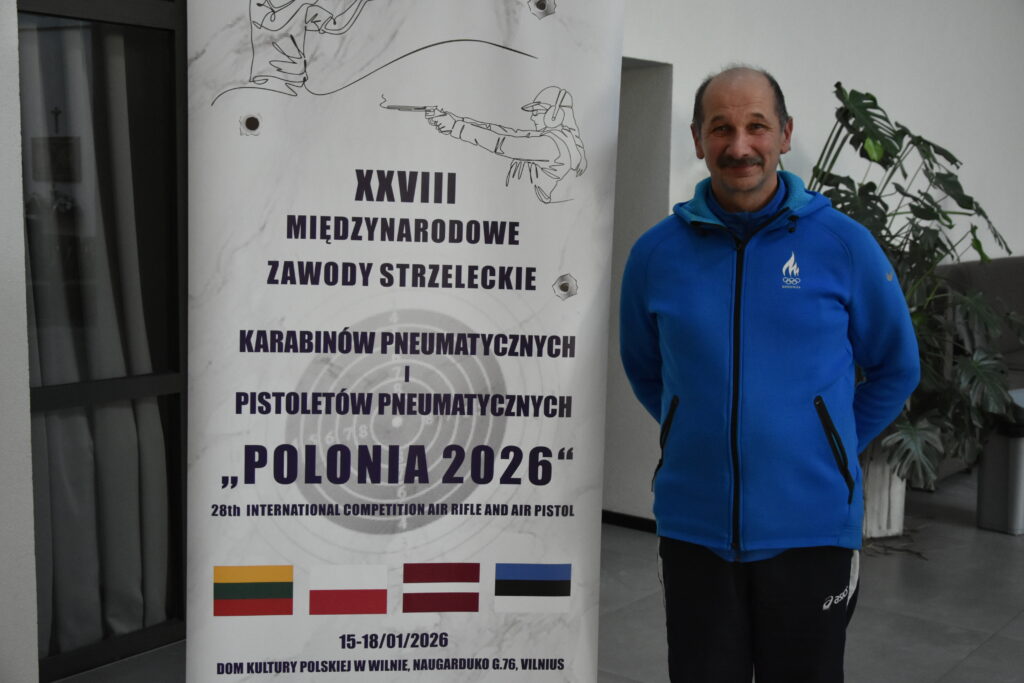 XXVIII
MIĘDZYNARODOWE
ZAWODY STRZELECKIE
KARABINÓW PNEUMATYCZNYCH
I
PISTOLETÓW PNEUMATYCZNYCH
„POLONIA 2026“
28th INTERNATIONAL COMPETITION AIR RIFLE AND AIR PISTOL
15-18/01/2026
DOM KULTURY POLSKIEJ W WILNIE, NAUGARDUKO G.76, VILNIUS
asics